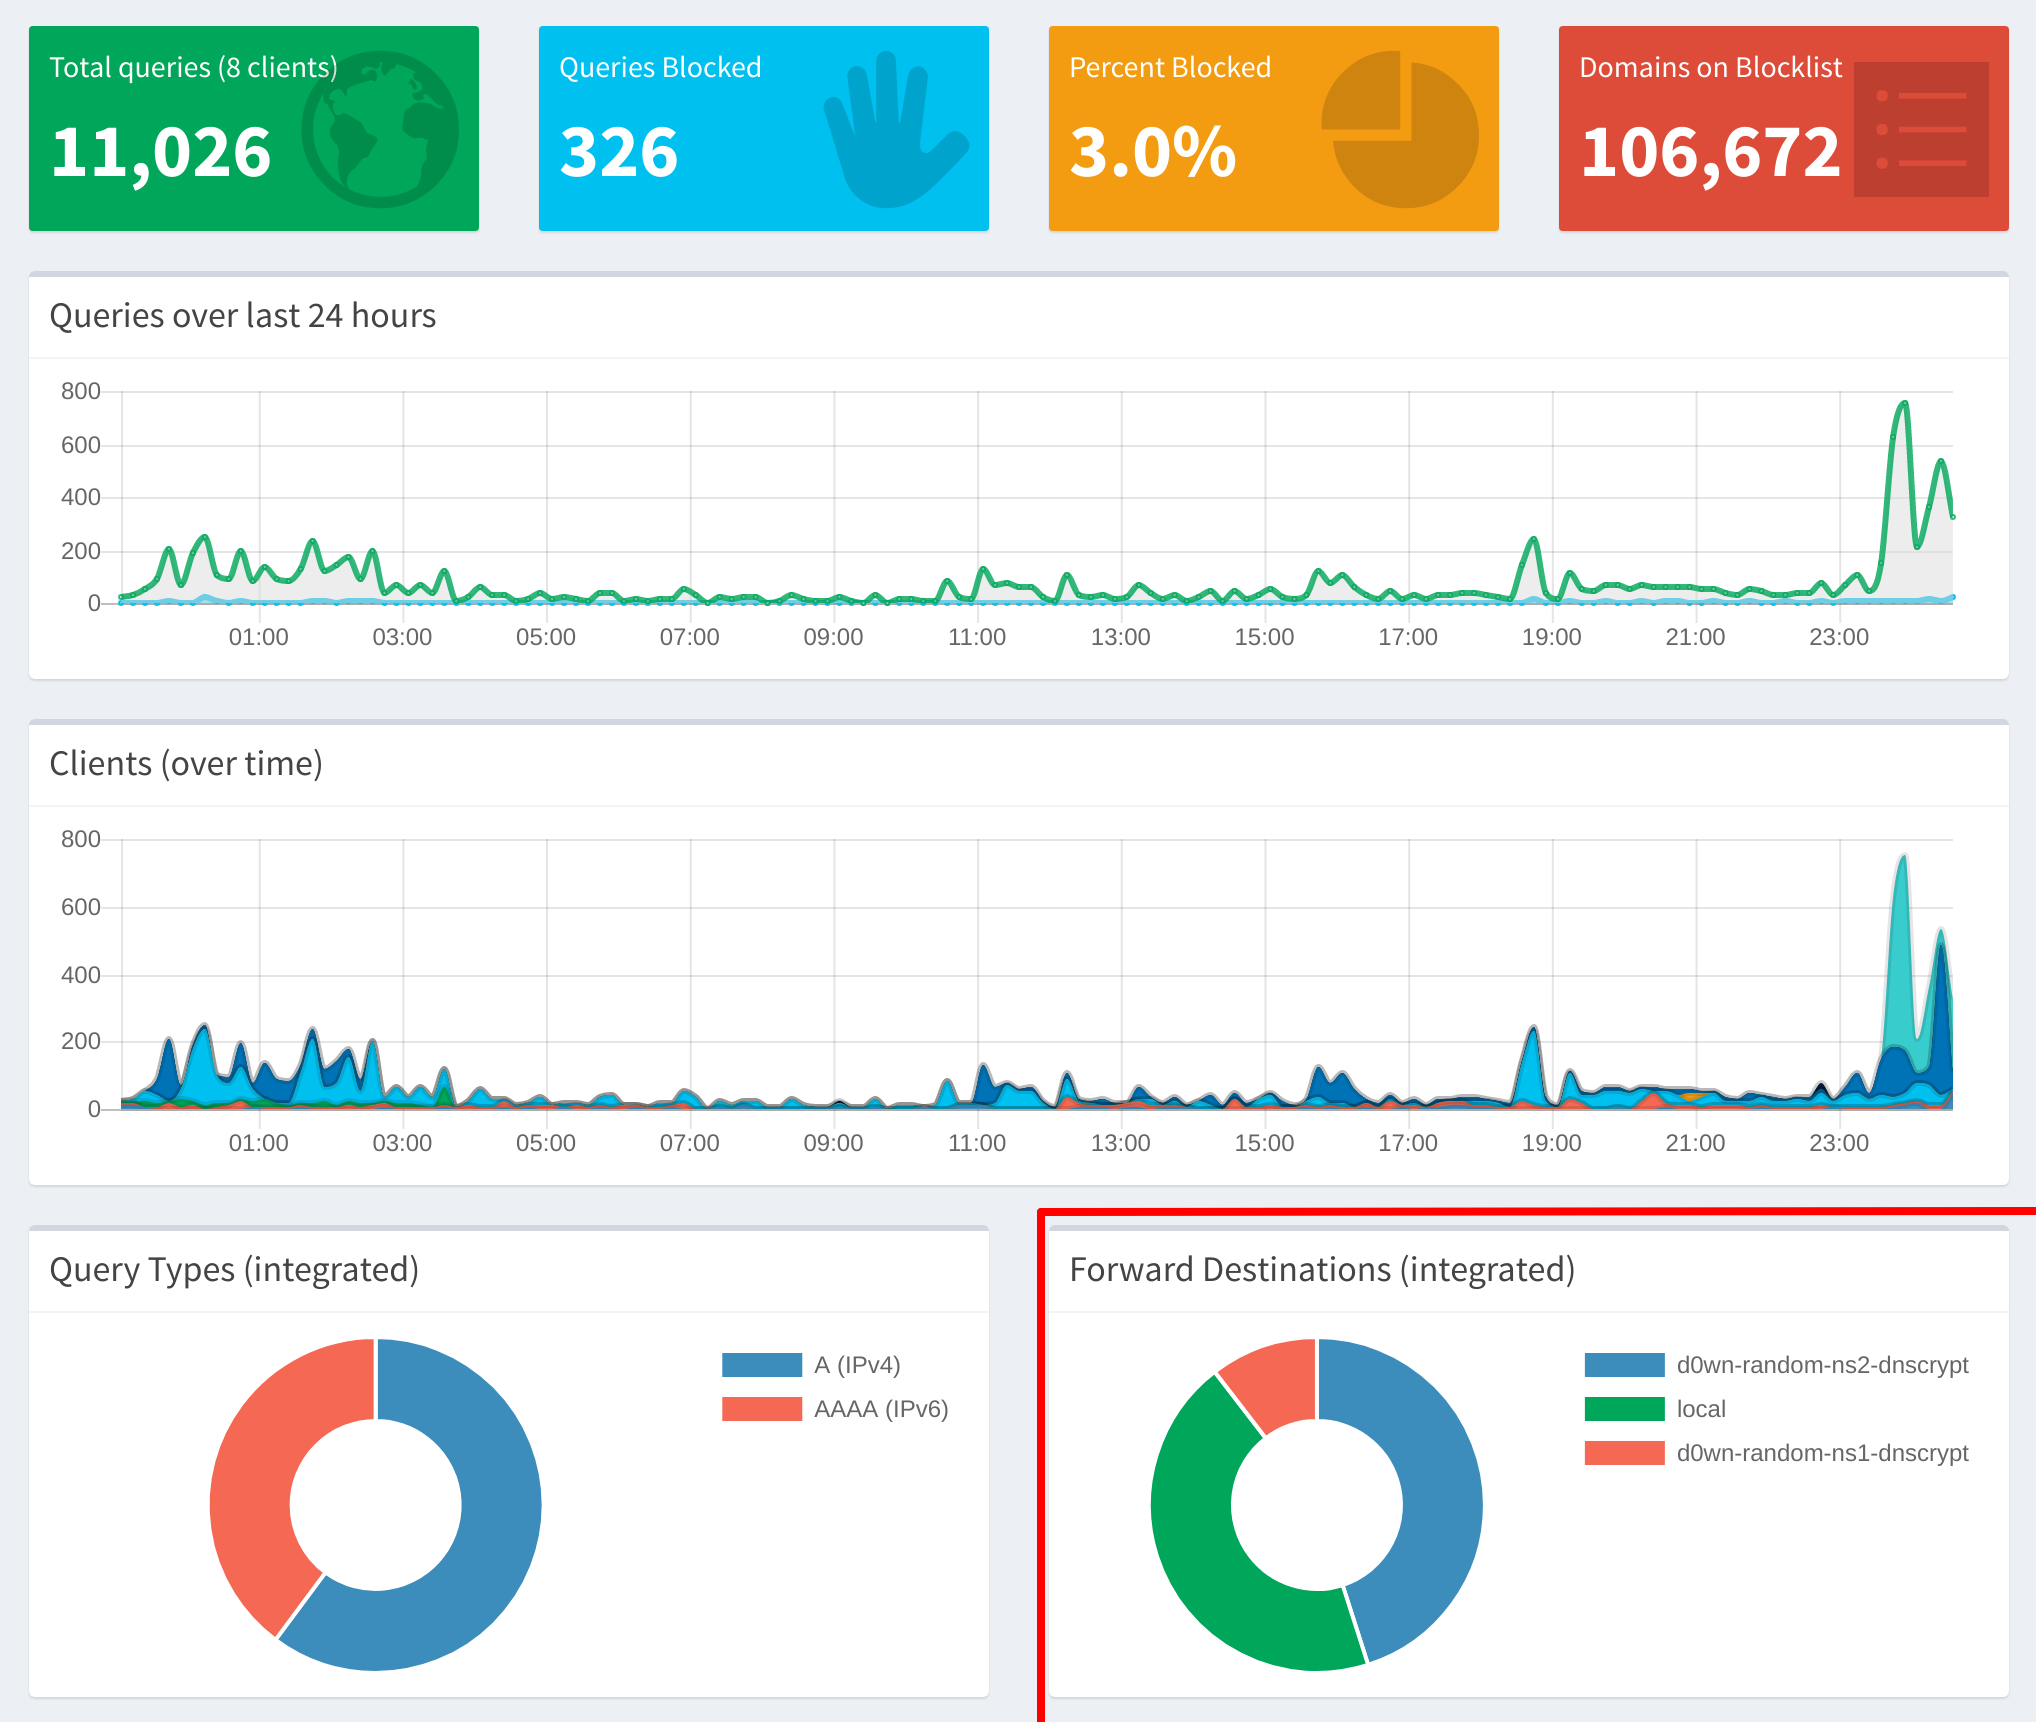 Total queries (8 clients)
11,026
Queries Blocked
326
Percent Blocked
3.0%
Domains on Blocklist
106,672
Queries over last 24 hours
800
600
400
200
0
01:00 03:00 05:00 07:00 09:00 11:00 13:00 15:00 17:00 19:00 21:00 23:00
Clients (over time)
800
600
400
200
0
01:00 03:00 05:00 07:00 09:00 11:00 13:00 15:00 17:00 19:00 21:00 23:00
Query Types (integrated)
A (IPv4)
AAAA (IPv6)
Forward Destinations (integrated)
d0wn-random-ns2-dnscrypt
local
d0wn-random-ns1-dnscrypt